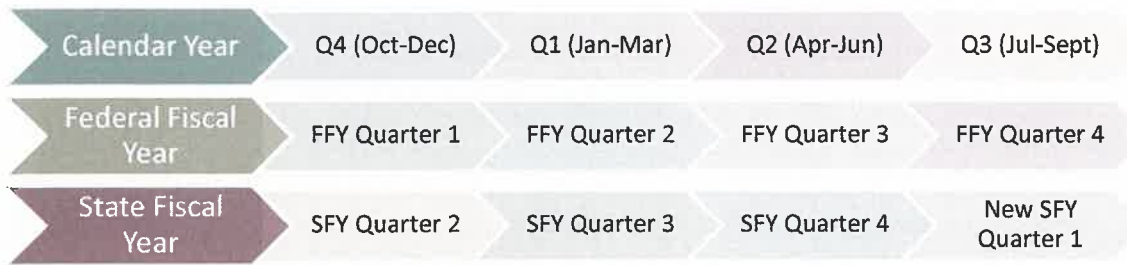 Calendar Year Q4 (Oct-Dec) Q1 (Jan-Mar) Q2 (Apr-Jun) Q3 (Jul-Sept)
Federal Fiscal
Year
FFY Quarter 1 FFY Quarter 2 FFY Quarter 3 FFY Quarter 4
State Fiscal
Year
SFY Quarter 2 SFY Quarter 3 SFY Quarter 4
New SFY
Quarter 1